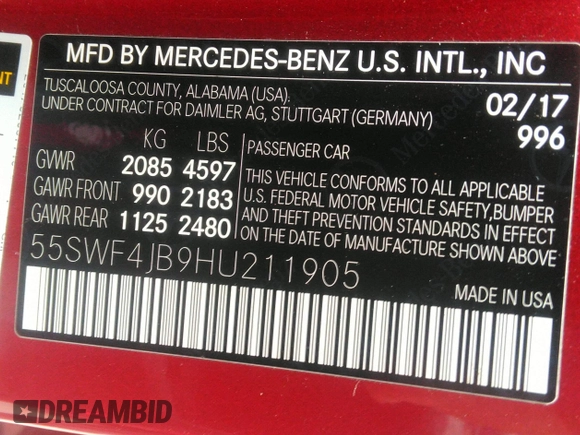 MFD BY MERCEDES-BENZ U.S. INTL., INC
TUSCALOOSA COUNTY, ALABAMA (USA).
UNDER CONTRACT FOR DAIMLER AG, STUTTGART (GERMANY)
02/17
996
KG LBS
GVWR 2085 4597
GAWR FRONT 990 2183
GAWR REAR 1125 2480
PASSENGER CAR
THIS VEHICLE CONFORMS TO ALL APPLICABLE
U.S. FEDERAL MOTOR VEHICLE SAFETY,BUMPER
AND THEFT PREVENTION STANDARDS IN EFFECT
ON THE DATE OF MANUFACTURE SHOWN ABOVE
55SWF4JB9HU211905
MADE IN USA
DREAMBID